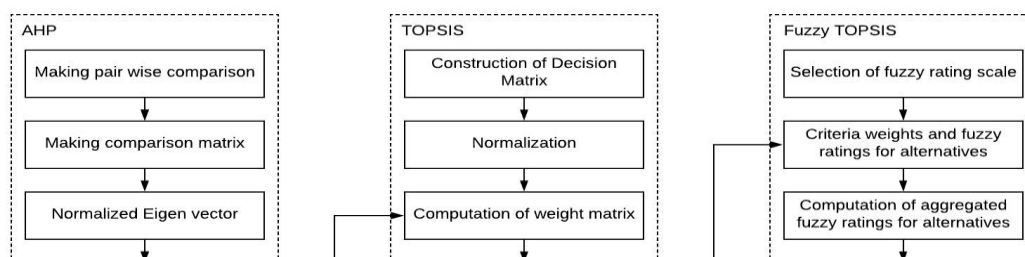 AHP
Making pair wise comparison
Making comparison matrix
Normalized Eigen vector
TOPSIS
Construction of Decision
Matrix
Normalization
Computation of weight matrix
Fuzzy TOPSIS
Selection of fuzzy rating scale
Criteria weights and fuzzy
ratings for alternatives
Computation of aggregated
fuzzy ratings for alternatives